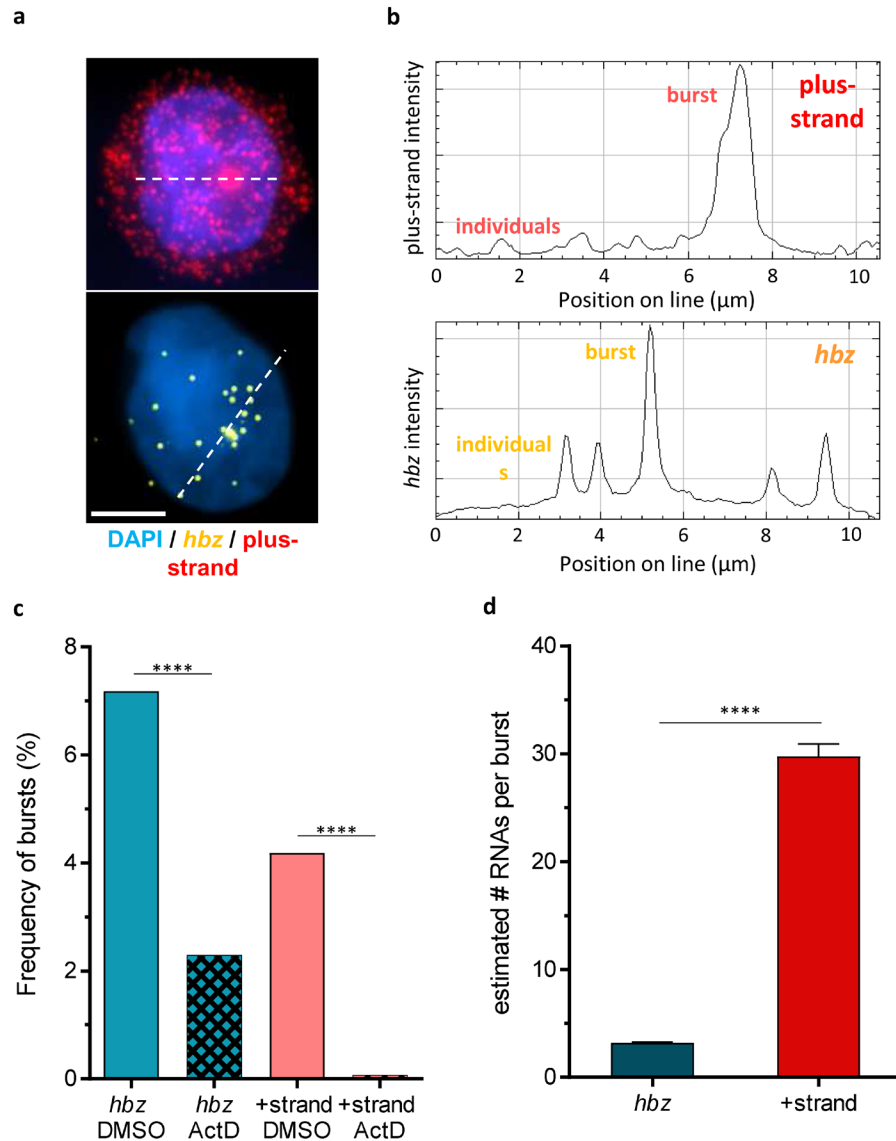 a
DAPI / hbz / plus-
strand
b
plus-strand intensity
burst
plus-
strand
individuals
0 2 4 6 8 10
Position on line (μm)
hbz intensity
burst
hbz
individual
s
0 2 4 6 8 10
Position on line (μm)
c
Frequency of bursts (%)
8
6
4
2
0
****
****
hbz hbz +strand +strand
DMSO ActD DMSO ActD
d
estimated # RNAs per burst
40
30
20
10
0
****
hbz +strand